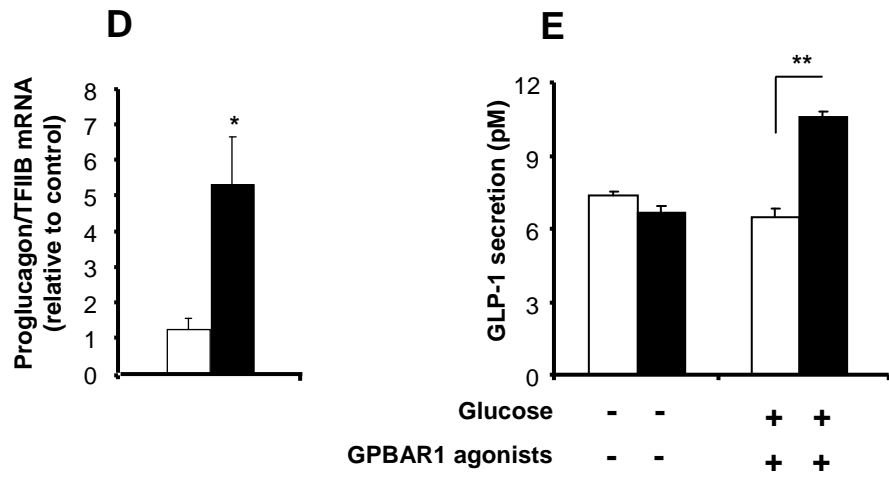 D
Proglucagon/TFIIB mRNA
(relative to control)
8
7
6
5
4
3
2
1
0
*
E
GLP-1 secretion (pM)
12
9
6
3
0
**
Glucose - - + +
GPBAR1 agonists - - + +